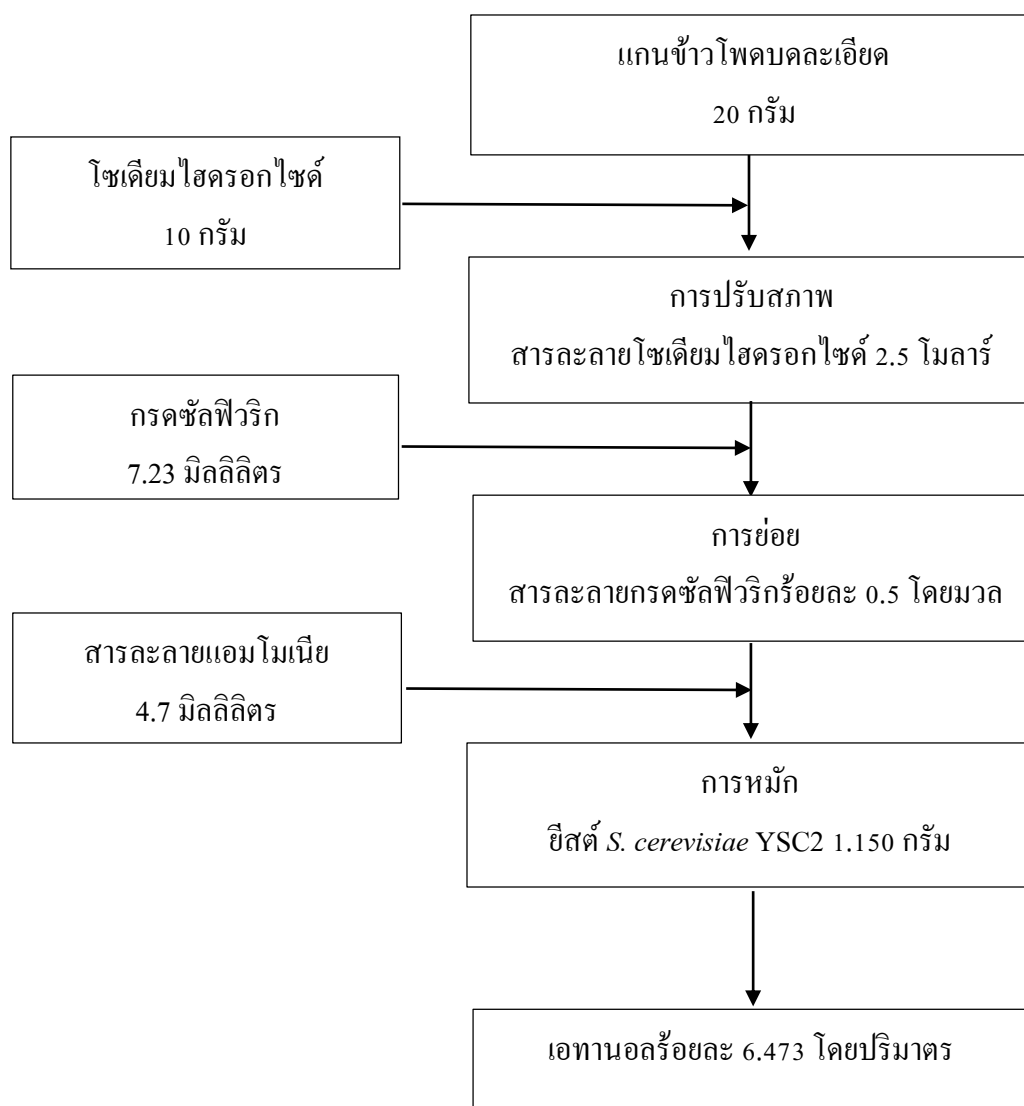 แกนข้าวโพดบดละเอียด
20 กรัม
โซเดียมไฮดรอกไซด์
10 กรัม
การปรับสภาพ
สารละลายโซเดียมไฮดรอกไซด์ 2.5 โมลาร์
กรดซัลฟิวริก
7.23 มิลลิลิตร
การย่อย
สารละลายกรดซัลฟิวริกร้อยละ 0.5 โดยมวล
สารละลายแอมโมเนีย
4.7 มิลลิลิตร
การหมัก
ยีสต์ S. cerevisiae YSC2 1.150 กรัม
เอทานอลร้อยละ 6.473 โดยปริมาตร